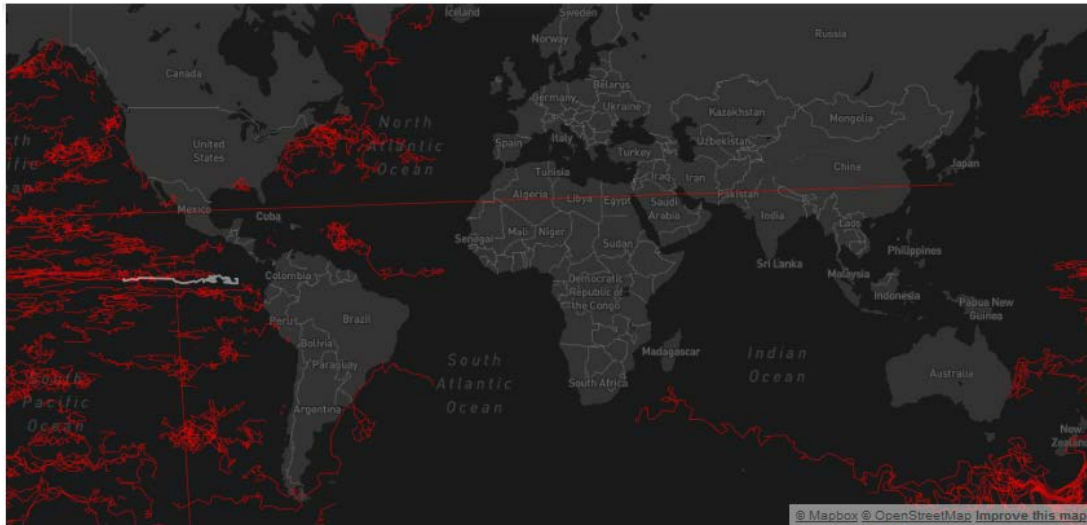 Iceland
Sweden
Norway
Russia
Canada
Belarus
Germany
Ukraine
Kazakhstan
Mongolia
North
Atlantic
Ocean
United
States
Spain
Italy
Turkey
Uzbekistan
China
Japan
Tunisia
Iraq
Iran
Pakistan
Algeria
Libya
Egypt
Saudi
Arabia
India
Mexico
Cuba
Laos
Senegal
Mali
Niger
Sudan
Philippines
Sri Lanka
Malaysia
Colombia
Democratic
Republic of
the Congo
Indonesia
Papua New
Guinea
Peru
Brazil
Bolivia
Paraguay
South
Atlantic
Ocean
Madagascar
Indian
Ocean
Australia
South Africa
South
Pacific
Ocean
Argentina
New
Zealand
© Mapbox © OpenStreetMap Improve this map